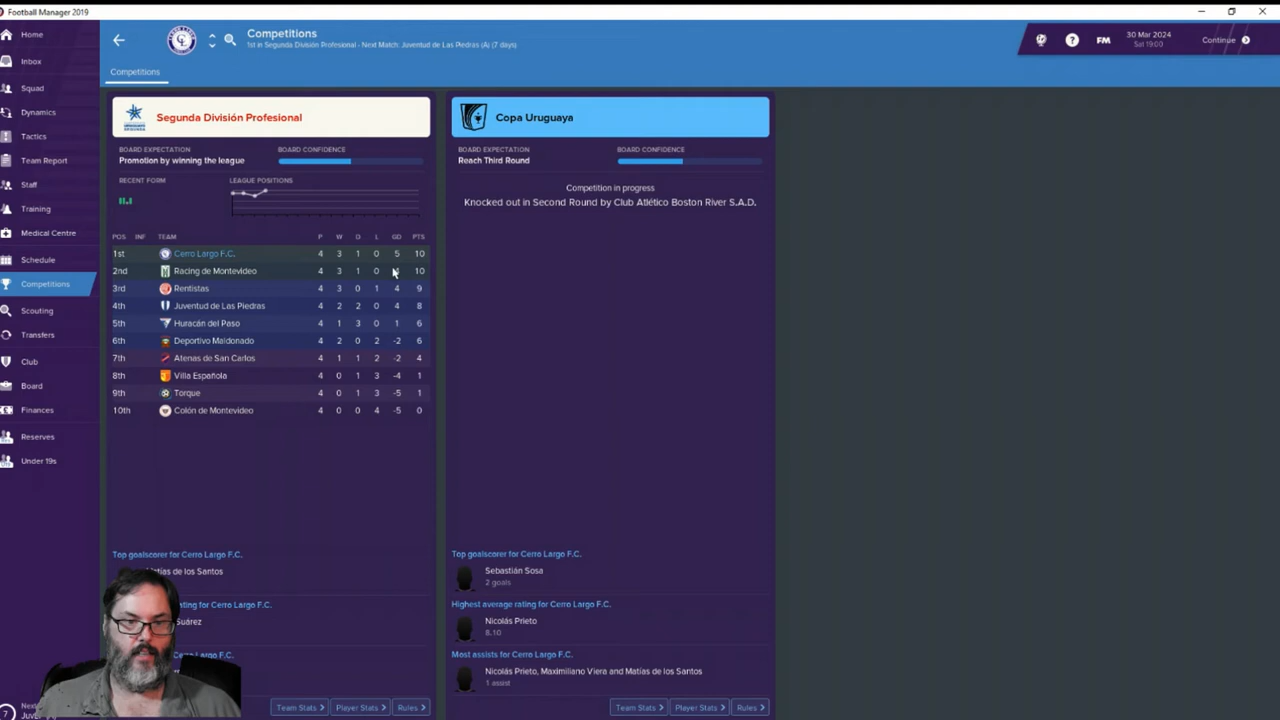 Football Manager 2019
Home
Inbox
Squad
Dynamics
Tactics
Team Report
Staff
Training
Medical Centre
Schedule
Competitions
Scouting
Transfers
Club
Board
Finances
Reserves
Under 19s
Competitions
1st in Segunda División Profesional - Next Match: Juventud de Las Piedras (A) (7 days)
FM
30 Mar 2024
Sat 19:00
Continue
Competitions
Segunda División Profesional
BOARD EXPECTATION
Promotion by winning the league
BOARD CONFIDENCE
RECENT FORM
LEAGUE POSITIONS
POS INF TEAM P W D L GD PTS
1st Cerro Largo F.C. 4 3 1 0 5 10
2nd Racing de Montevideo 4 3 1 0 10
3rd Rentistas 4 3 0 1 4 9
4th Juventud de Las Piedras 4 2 2 0 4 8
5th Huracán del Paso 4 1 3 0 1 6
6th Deportivo Maldonado 4 2 0 2 -2 6
7th Atenas de San Carlos 4 1 1 2 -2 4
8th Villa Española 4 0 1 3 -4 1
9th Torque 4 0 1 3 -5 1
10th Colón de Montevideo 4 0 0 4 -5 0
Top goalscorer for Cerro Largo F.C.
de los Santos
for Cerro Largo F.C.
Suárez
Largo F.C.
Team Stats
Player Stats
Rules
Copa Uruguaya
BOARD EXPECTATION
Reach Third Round
BOARD CONFIDENCE
Competition in progress
Knocked out in Second Round by Club Atlético Boston River S.A.D.
Top goalscorer for Cerro Largo F.C.
Sebastián Sosa
2 goals
Highest average rating for Cerro Largo F.C.
Nicolás Prieto
8.10
Most assists for Cerro Largo F.C.
Nicolás Prieto, Maximiliano Viera and Matías de los Santos
1 assist
Team Stats
Player Stats
Rules
7